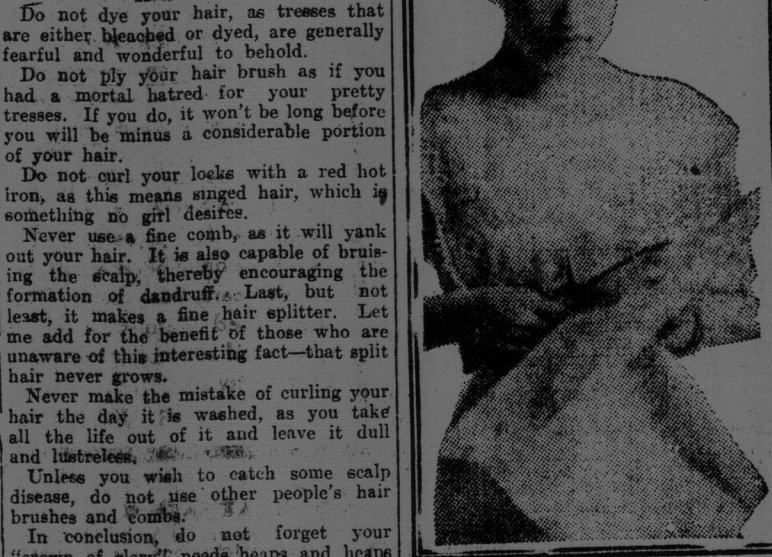 Do not dye your hair, as tresses that
are either bleached or dyed, are generally
fearful and wonderful to behold.
Do not ply your hair brush as if you
had a mortal hatred for your pretty
tresses. If you do, it won't be long before
you will be minus a considerable portion
of your hair.
Do not curl your locks with a red hot
iron, as this means singed hair, which is
something no girl desires.
Never use a fine comb, as it will yank
out your hair. It is also capable of bruis-
ing the scalp, thereby encouraging the
formation of dandruff. Last, but not
least, it makes a fine hair splitter. Let
me add for the benefit of those who are
unaware of this interesting fact—that split
hair never grows.
Never make the mistake of curling your
hair the day it is washed, as you take
all the life out of it and leave it dull
and lustreless.
Unless you wish to catch some scalp
disease, do not use other people's hair
brushes and combs.
In conclusion, do not forget your
"crown of glory" needs heaps and heaps